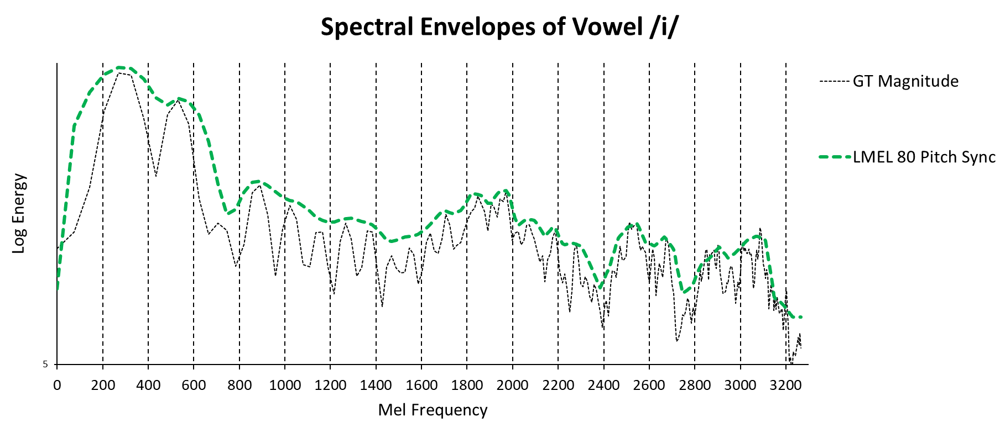 Spectral Envelopes of Vowel /i/
GT Magnitude
LMEL 80 Pitch Sync
Log Energy
5
0 200 400 600 800 1000 1200 1400 1600 1800 2000 2200 2400 2600 2800 3000 3200
Mel Frequency